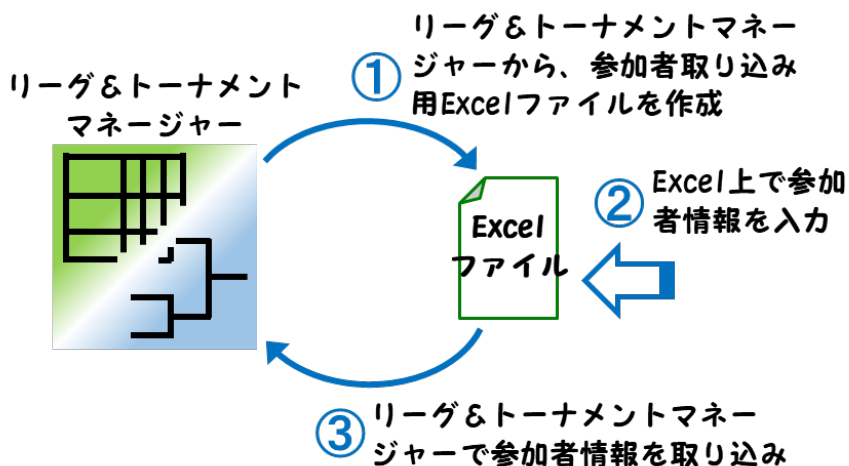 リーグ&トーナメント
マネージャー
①
リーグ&トーナメントマネー
ジャーから、参加者取り込み
用Excelファイルを作成
Excel
ファイル
②
Excel上で参加
者情報を入力
③
リーグ&トーナメントマネー
ジャーで参加者情報を取り込み